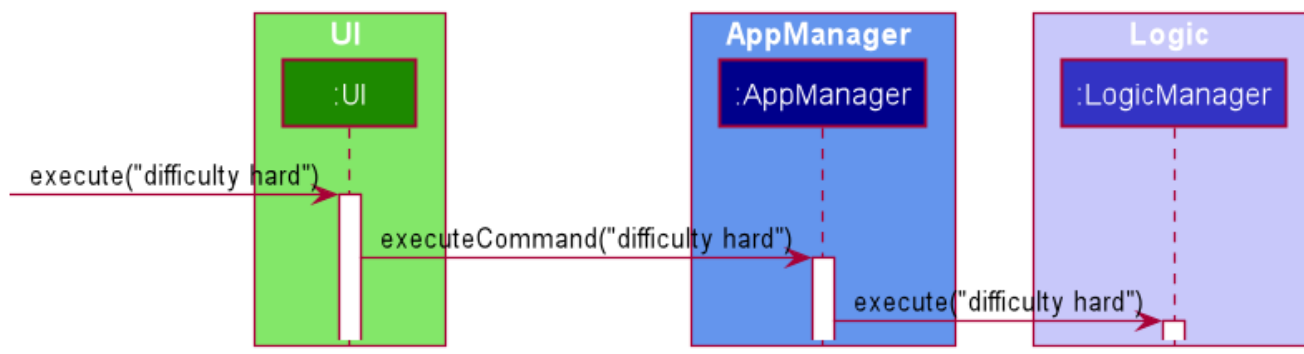 UI
AppManager
Logic
:UI
:AppManager
:LogicManager
execute("difficulty hard")
executeCommand("difficulty hard")
execute("difficulty hard")